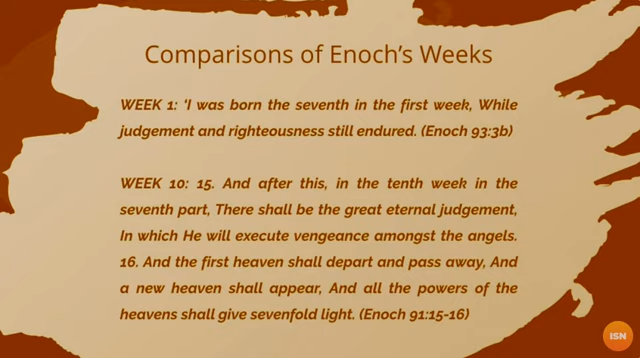 Comparisons of Enoch's Weeks
WEEK 1: 'I was born the seventh in the first week, While
judgement and righteousness still endured. (Enoch 93:3b)
WEEK 10: 15. And after this, in the tenth week in the
seventh part, There shall be the great eternal judgement,
In which He will execute vengeance amongst the angels.
16. And the first heaven shall depart and pass away, And
a new heaven shall appear, And all the powers of the
heavens shall give sevenfold light. (Enoch 91:15-16)
ISN